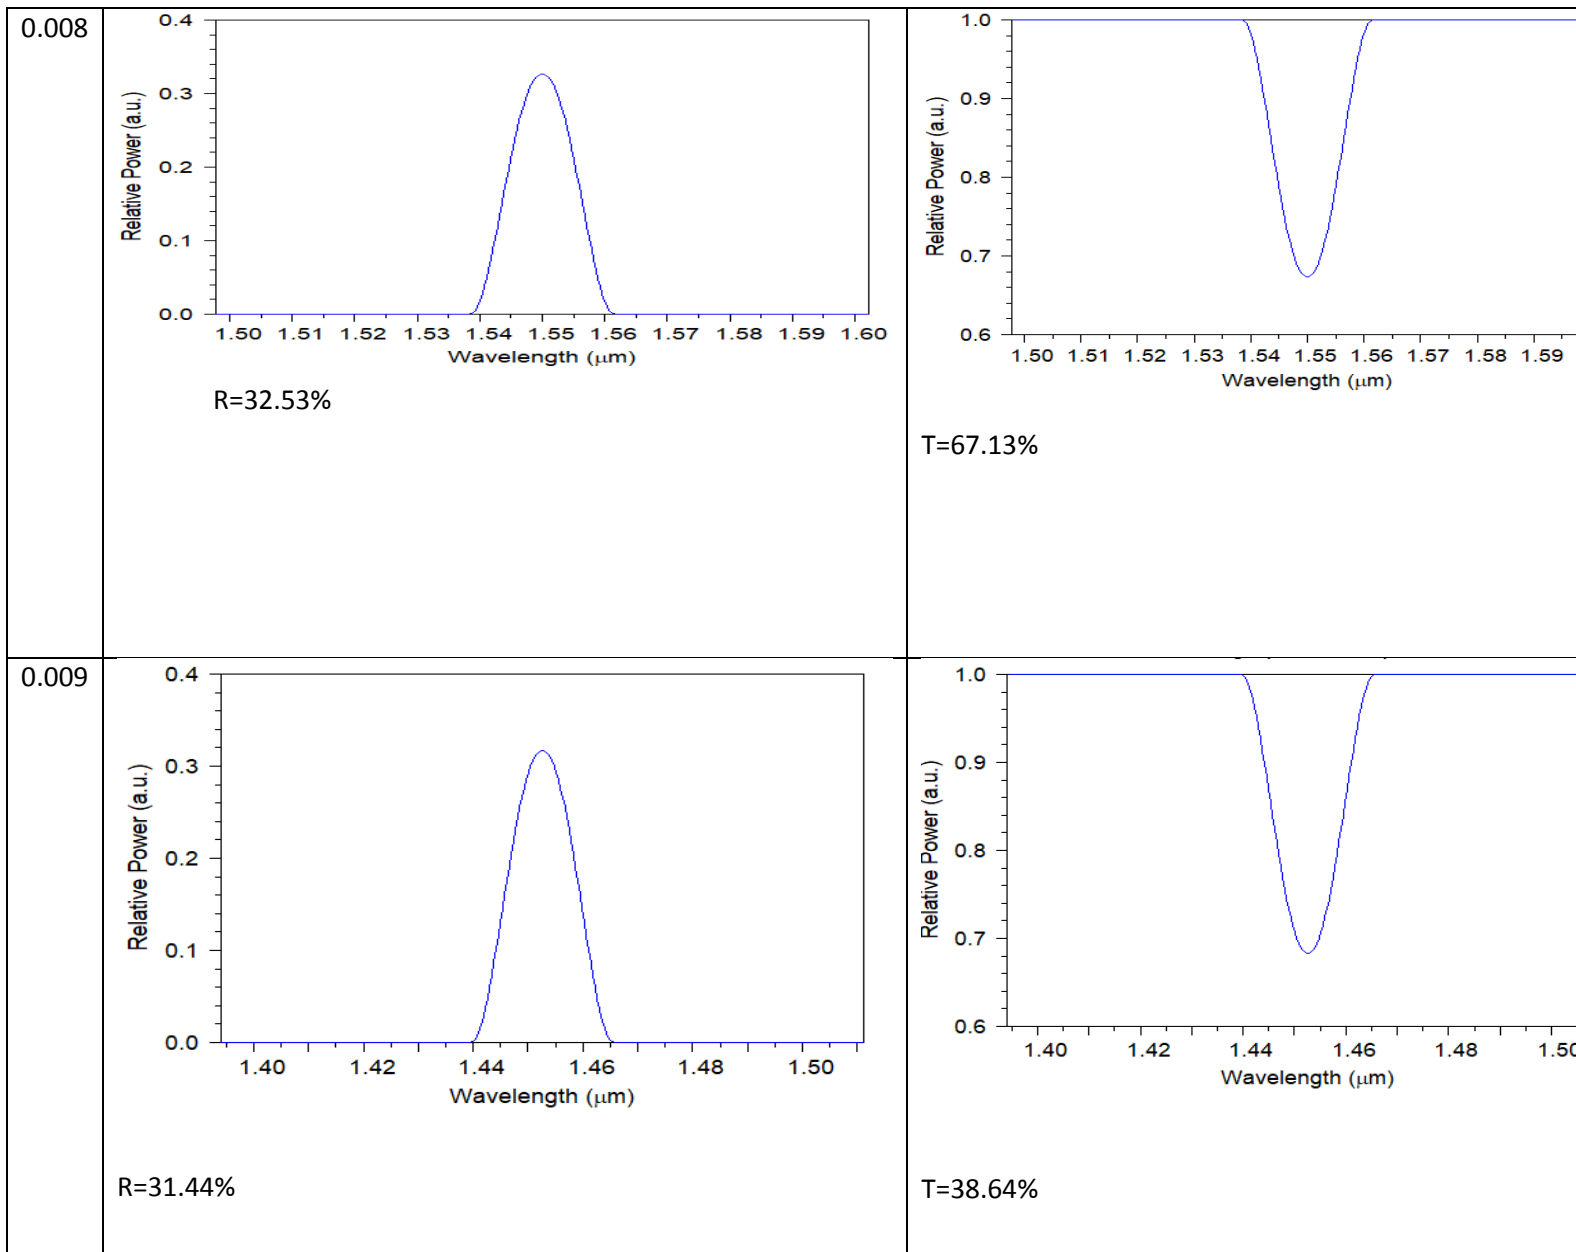 0.008
0.4
0.3
0.2
0.1
0.0
Relative Power (a.u.)
1.50 1.51 1.52 1.53 1.54 1.55 1.56 1.57 1.58 1.59 1.60
Wavelength (μm)
R=32.53%
1.0
0.9
0.8
0.7
0.6
Relative Power (a.u.)
1.50 1.51 1.52 1.53 1.54 1.55 1.56 1.57 1.58 1.59
Wavelength (μm)
T=67.13%
0.009
0.4
0.3
0.2
0.1
0.0
Relative Power (a.u.)
1.40 1.42 1.44 1.46 1.48 1.50
Wavelength (μm)
R=31.44%
1.0
0.9
0.8
0.7
0.6
Relative Power (a.u.)
1.40 1.42 1.44 1.46 1.48 1.50
Wavelength (μm)
T=38.64%